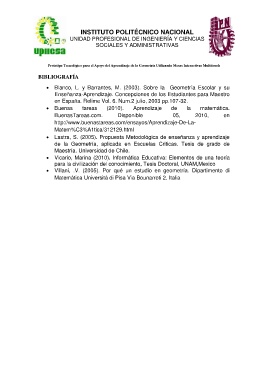 INSTITUTO POLITÉCNICO NACIONAL
UNIDAD PROFESIONAL DE INGENIERÍA Y CIENCIAS
SOCIALES Y ADMINISTRATIVAS
upiicsa
Prototipo Tecnológico para el Apoyo del Aprendizaje de la Geometría Utilizando Mesas Interactivas Multitouch
BIBLIOGRAFÍA
• Blanco, L. y Barrantes, M. (2003). Sobre la Geometría Escolar y su
Enseñanza-Aprendizaje. Concepciones de los Estudiantes para Maestro
en España. Relime Vol. 6. Num.2 julio, 2003 pp.107-32.
• Buenas tareas (2010). Aprendizaje de la matemática.
BuenasTareas.com. Disponible 05, 2010, en
http://www.buenastareas.com/ensayos/Aprendizaje-De-La-
Matem%C3%A1tica/312129.html
• Lastra, S. (2005). Propuesta Metodológica de enseñanza y aprendizaje
de la Geometría, aplicada en Escuelas Críticas. Tesis de grado de
Maestría. Universidad de Chile.
• Vicario, Marina (2010). Informática Educativa: Elementos de una teoría
para la civilización del conocimiento, Tesis Doctoral, UNAM,Mexico
• Villani, .V. (2005). Por qué un estudio en geometría. Dipartimento di
Matemática Universitá di Pisa Via Bounarroti 2, Italia